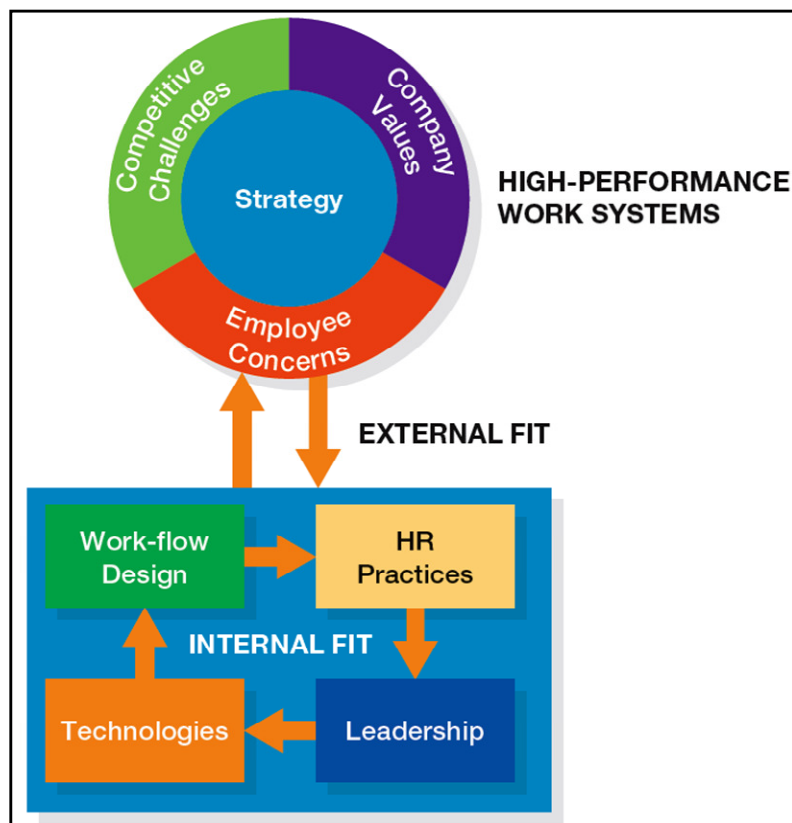 Competitive
Challenges
Company
Values
Strategy
HIGH-PERFORMANCE
WORK SYSTEMS
Employee
Concerns
EXTERNAL FIT
Work-flow
Design
HR
Practices
INTERNAL FIT
Technologies
Leadership